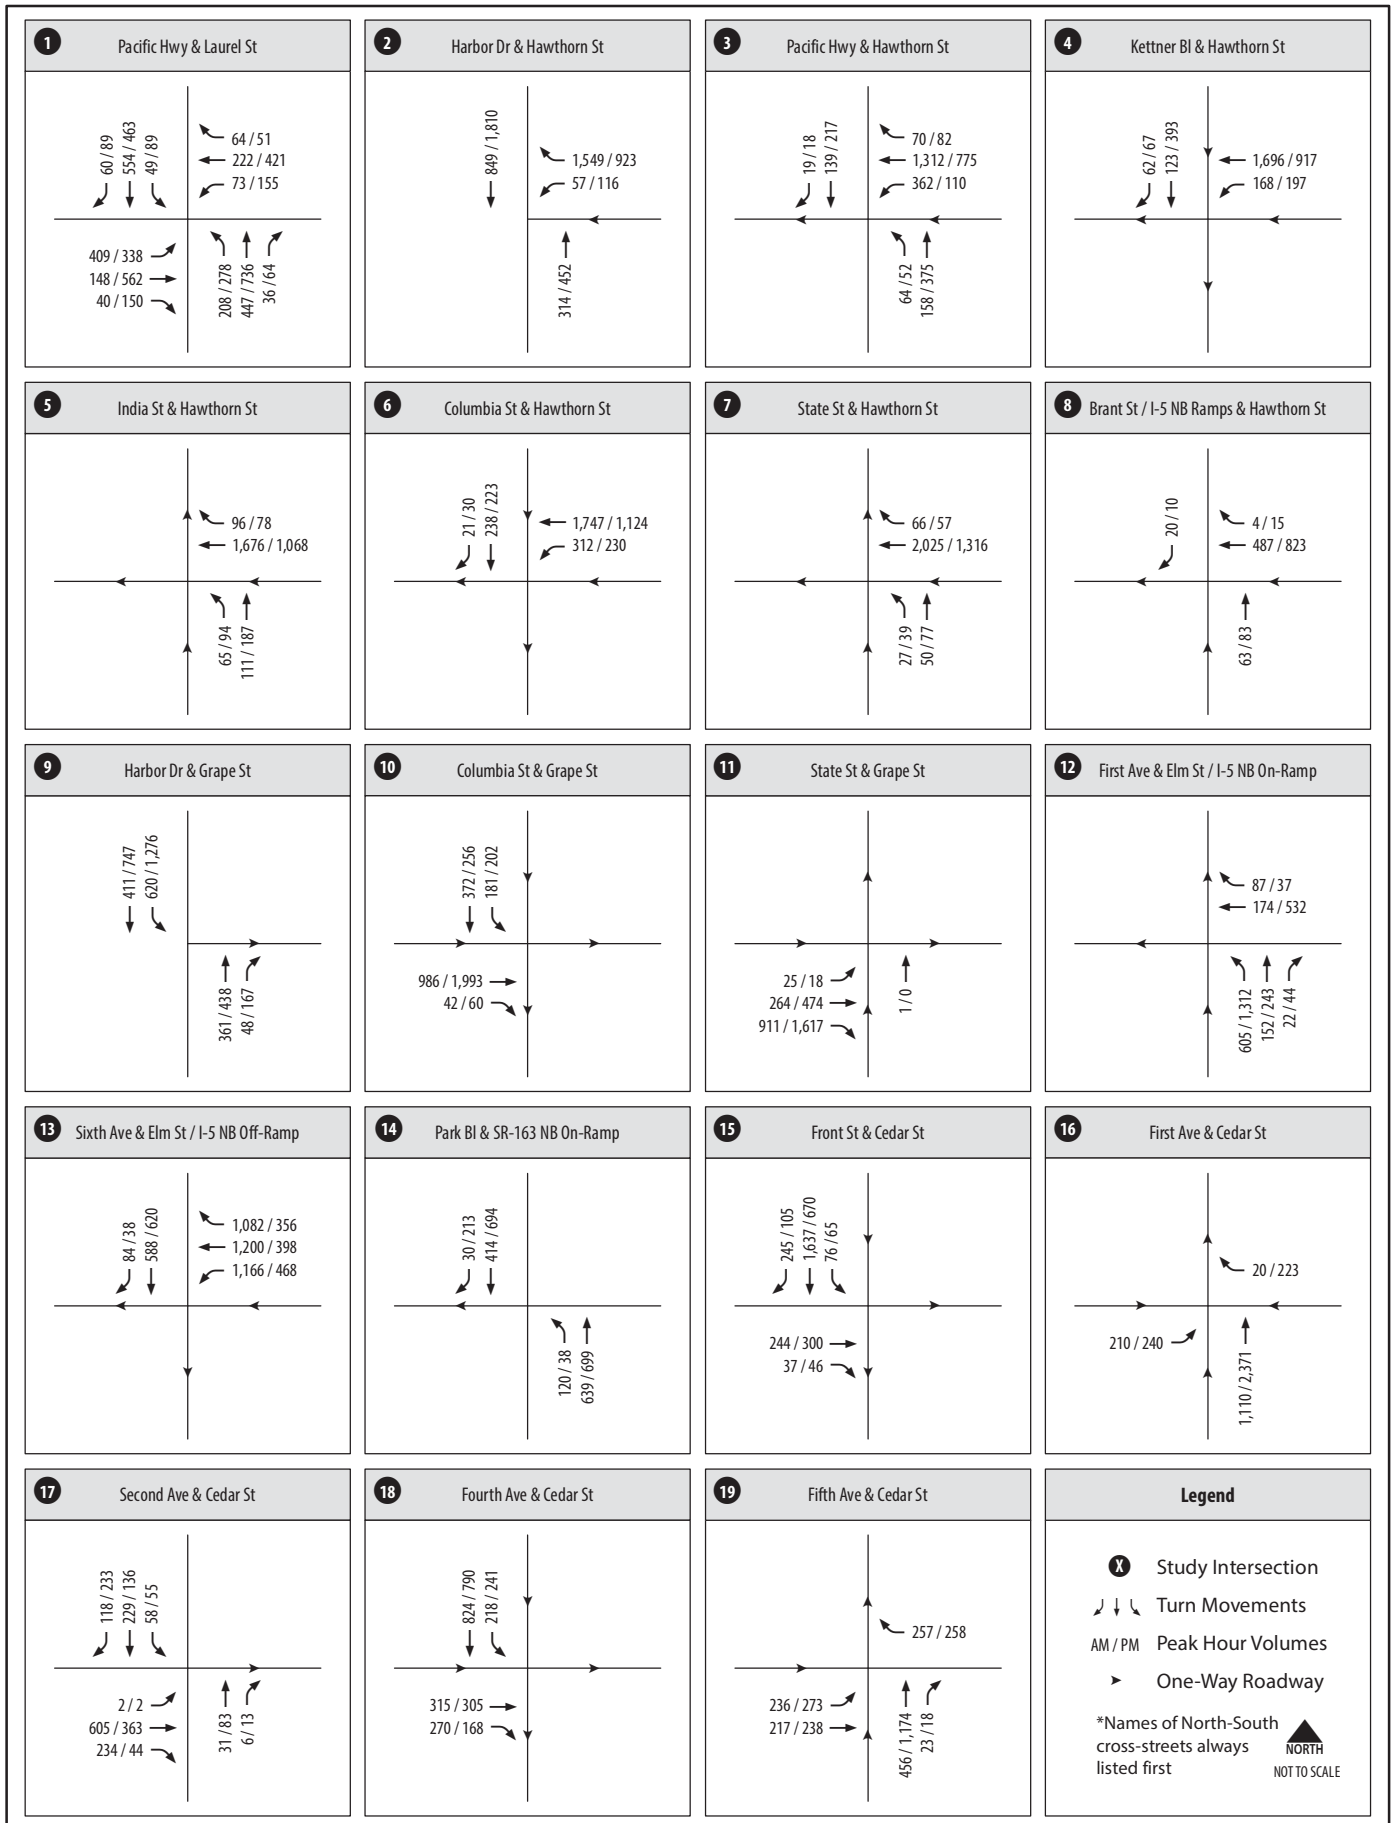 1 Pacific Hwy & Laurel St
60 / 89
554 / 463
49 / 89
64 / 51
222 / 421
73 / 155
409 / 338
148 / 562
40 / 150
208 / 278
447 / 736
36 / 64
2 Harbor Dr & Hawthorn St
849 / 1,810
1,549 / 923
57 / 116
314 / 452
3 Pacific Hwy & Hawthorn St
19 / 18
139 / 217
70 / 82
1,312 / 775
362 / 110
64 / 52
158 / 375
4 Kettner Bl & Hawthorn St
62 / 67
123 / 393
1,696 / 917
168 / 197
5 India St & Hawthorn St
96 / 78
1,676 / 1,068
65 / 94
111 / 187
6 Columbia St & Hawthorn St
21 / 30
238 / 223
1,747 / 1,124
312 / 230
7 State St & Hawthorn St
66 / 57
2,025 / 1,316
27 / 39
50 / 77
8 Brant St / I-5 NB Ramps & Hawthorn St
20 / 10
4 / 15
487 / 823
63 / 83
9 Harbor Dr & Grape St
411 / 747
620 / 1,276
361 / 438
48 / 167
10 Columbia St & Grape St
372 / 256
181 / 202
986 / 1,993
42 / 60
11 State St & Grape St
25 / 18
264 / 474
911 / 1,617
1 / 0
12 First Ave & Elm St / I-5 NB On-Ramp
87 / 37
174 / 532
605 / 1,312
152 / 243
22 / 44
13 Sixth Ave & Elm St / I-5 NB Off-Ramp
84 / 38
588 / 620
1,082 / 356
1,200 / 398
1,166 / 468
14 Park Bl & SR-163 NB On-Ramp
30 / 213
414 / 694
120 / 38
639 / 699
15 Front St & Cedar St
245 / 105
1,637 / 670
76 / 65
244 / 300
37 / 46
16 First Ave & Cedar St
20 / 223
210 / 240
1,110 / 2,371
17 Second Ave & Cedar St
118 / 233
229 / 136
58 / 55
2 / 2
605 / 363
234 / 44
31 / 83
6 / 13
18 Fourth Ave & Cedar St
824 / 790
218 / 241
315 / 305
270 / 168
19 Fifth Ave & Cedar St
257 / 258
236 / 273
217 / 238
456 / 1,174
23 / 18
Legend
X Study Intersection
Turn Movements
AM / PM Peak Hour Volumes
One-Way Roadway
*Names of North-South
cross-streets always
listed first
NORTH
NOT TO SCALE